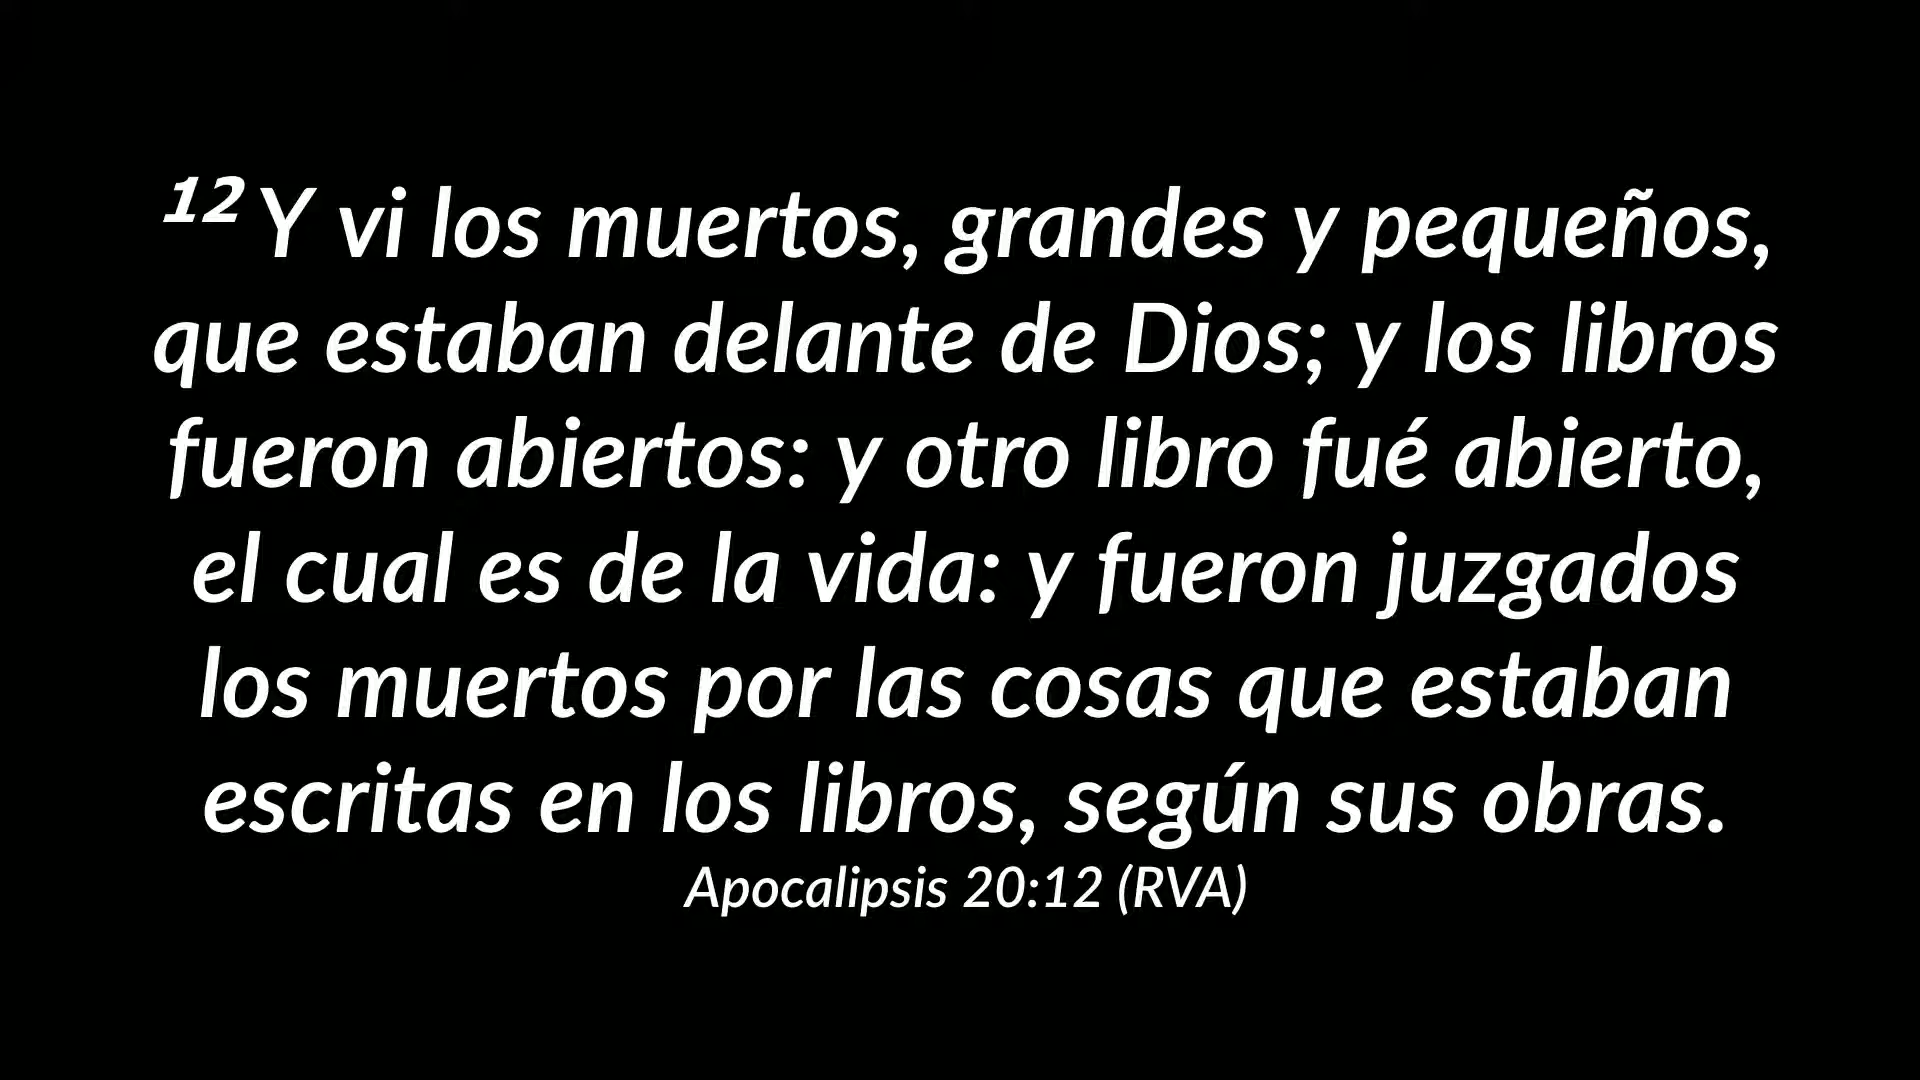 12 Y vi los muertos, grandes y pequeños,
que estaban delante de Dios; y los libros
fueron abiertos: y otro libro fué abierto,
el cual es de la vida: y fueron juzgados
los muertos por las cosas que estaban
escritas en los libros, según sus obras.
Apocalipsis 20:12 (RVA)